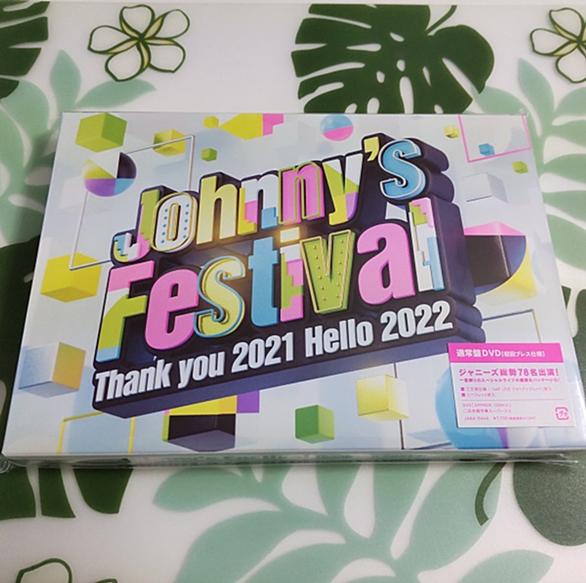 Johnny's
Festival
Thank you 2021 Hello 2022
通常盤DVD(初回プレス仕様)
ジャニーズ総勢78名出演!